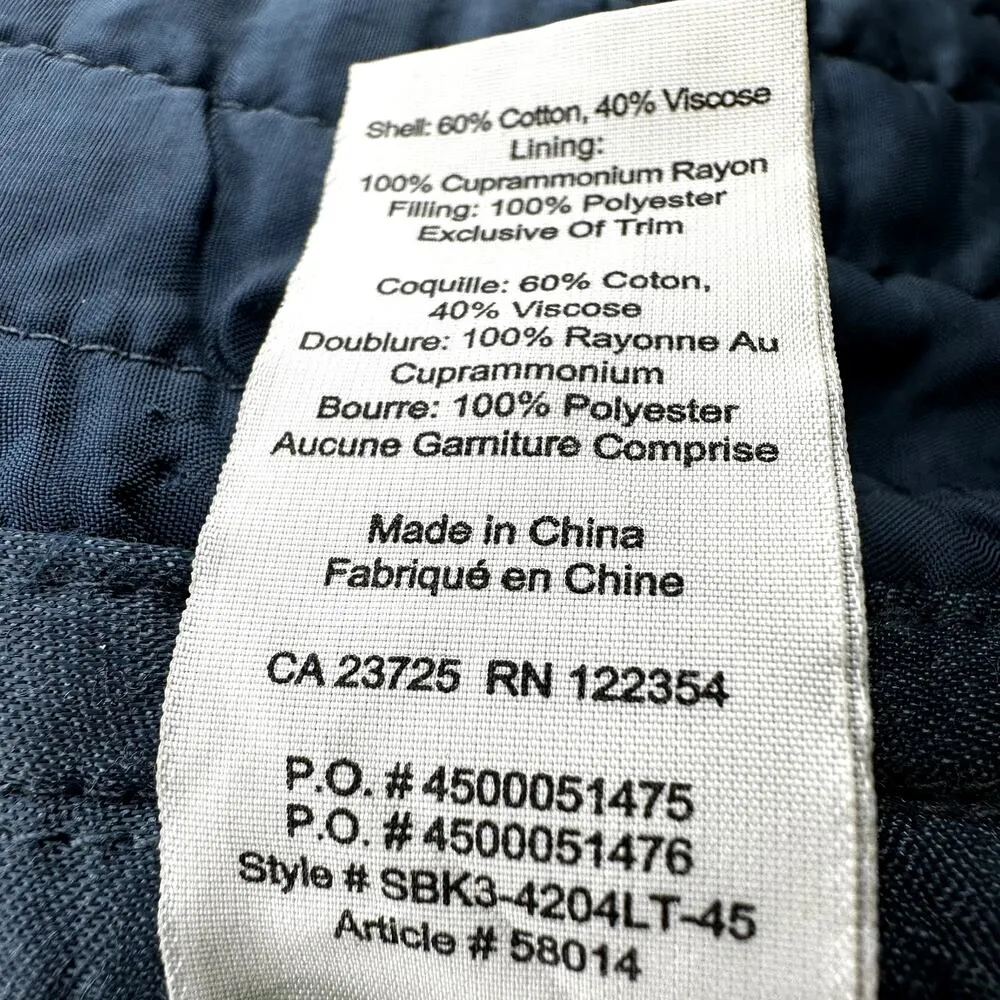 Shell: 60% Cotton, 40% Viscose
Lining:
100% Cuprammonium Rayon
Filling: 100% Polyester
Exclusive Of Trim
Coquille: 60% Coton,
40% Viscose
Doublure: 100% Rayonne Au
Cuprammonium
Bourre: 100% Polyester
Aucune Garniture Comprise
Made in China
Fabriqué en Chine
CA 23725 RN 122354
P.O. # 4500051475
P.O. # 4500051476
Style # SBK3-4204LT-45
Article # 58014